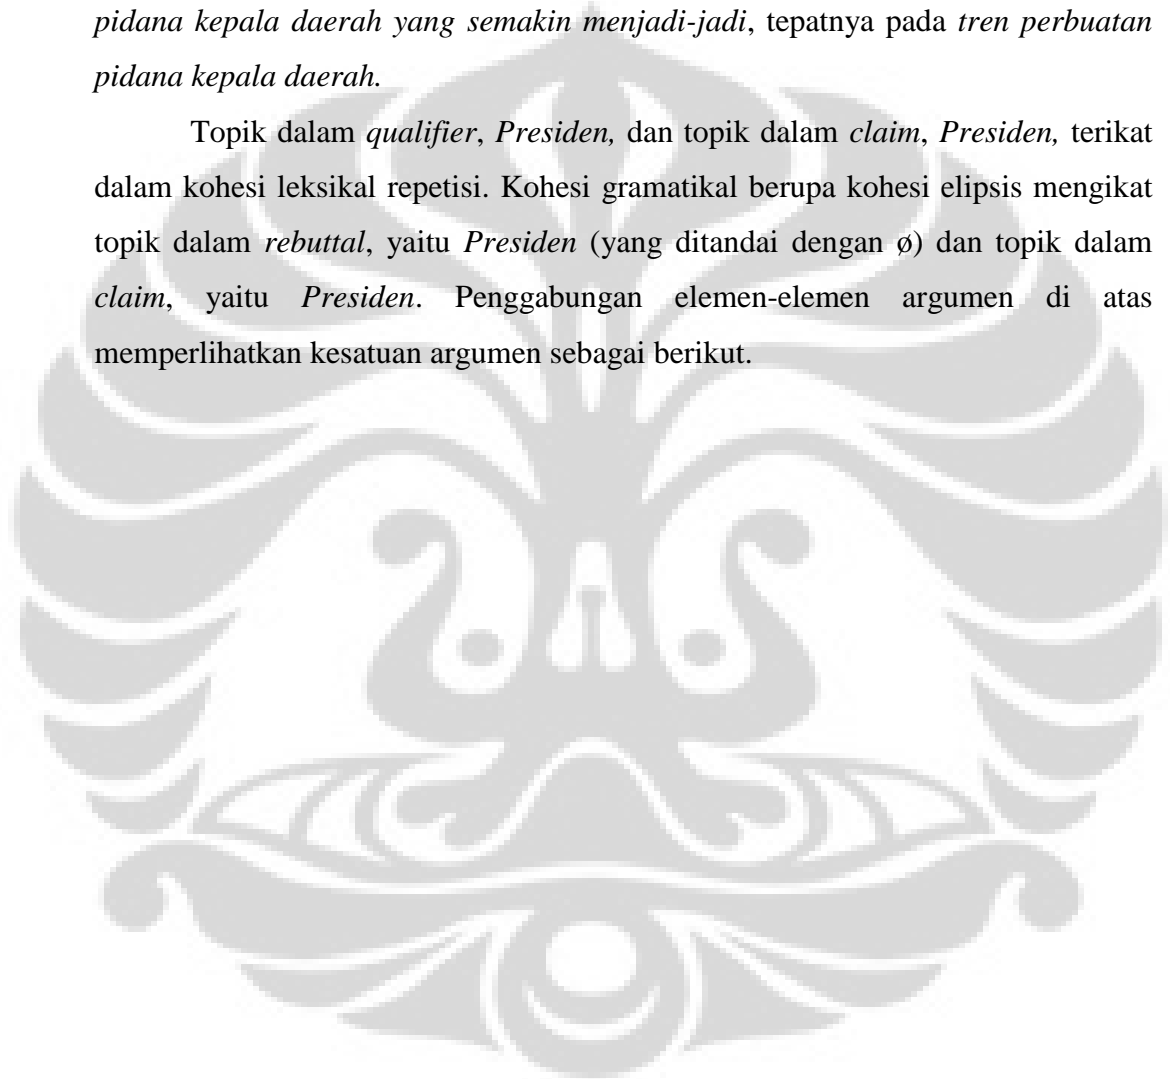 pidana kepala daerah yang semakin menjadi-jadi, tepatnya pada tren perbuatan
pidana kepala daerah.
Topik dalam qualifier, Presiden, dan topik dalam claim, Presiden, terikat
dalam kohesi leksikal repetisi. Kohesi gramatikal berupa kohesi elipsis mengikat
topik dalam rebuttal, yaitu Presiden (yang ditandai dengan ø) dan topik dalam
claim, yaitu Presiden. Penggabungan elemen-elemen argumen di atas
memperlihatkan kesatuan argumen sebagai berikut.